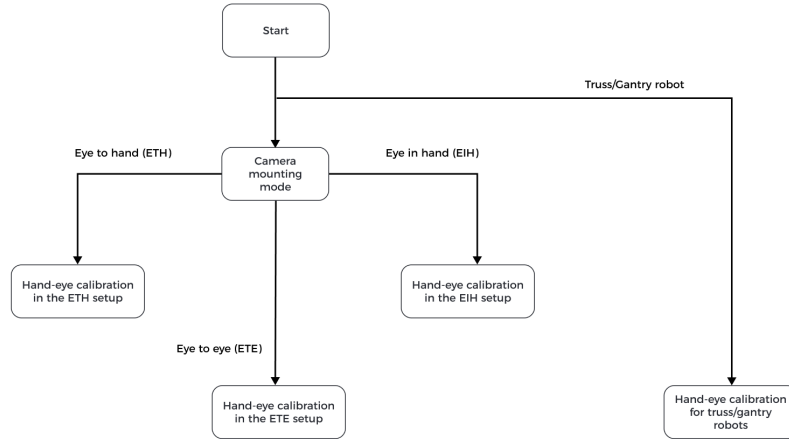 Start
Truss/Gantry robot
Eye to hand (ETH)
Eye in hand (EIH)
Camera
mounting
mode
Hand-eye calibration
in the ETH setup
Hand-eye calibration
in the EIH setup
Eye to eye (ETE)
Hand-eye calibration
in the ETE setup
Hand-eye calibration
for truss/gantry
robots